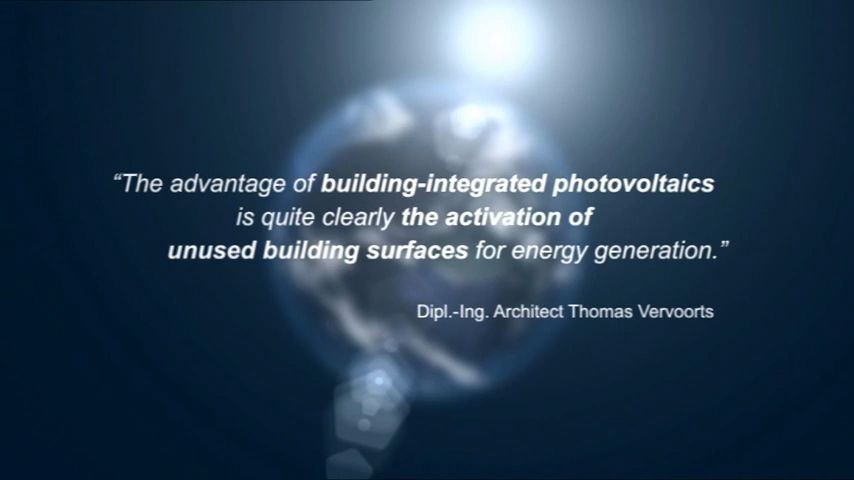 “The advantage of building-integrated photovoltaics
is quite clearly the activation of
unused building surfaces for energy generation.”
Dipl.-Ing. Architect Thomas Vervoorts